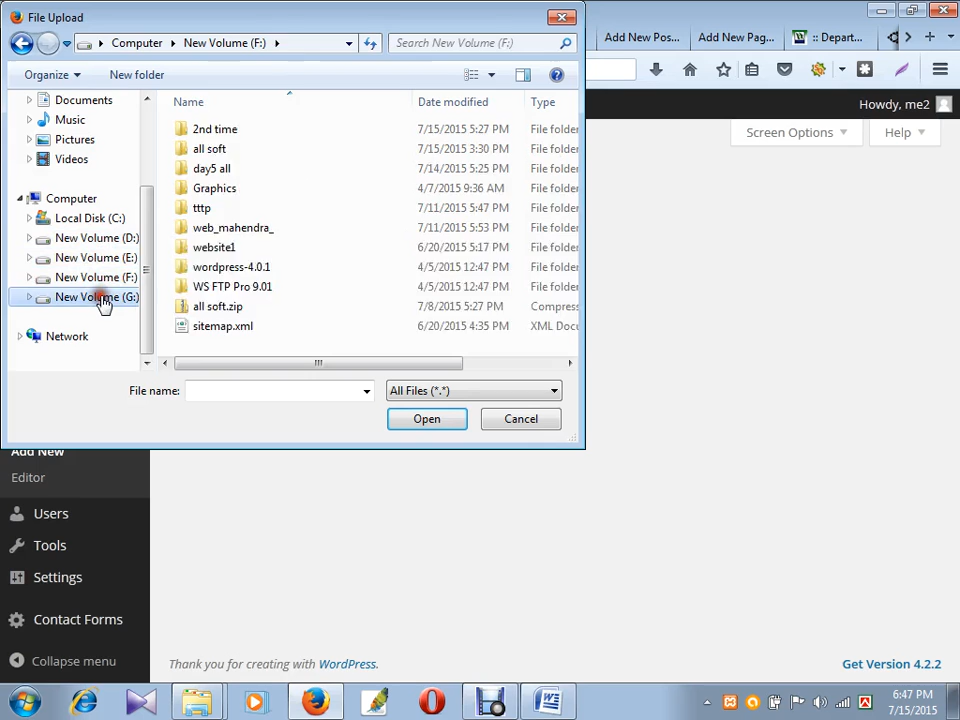 File Upload
Computer
New Volume (F:)
Search New Volume (F:)
Add New Pos...
Add New Pag...
:: Depart...
Organize
New folder
Howdy, me2
Screen Options
Help
Documents
Music
Pictures
Videos
Computer
Local Disk (C:)
New Volume (D:)
New Volume (E:)
New Volume (F:)
New Volume (G:)
Network
Name
Date modified
Type
2nd time
7/15/2015 5:27 PM
File folder
all soft
7/15/2015 3:30 PM
File folder
day5 all
7/14/2015 5:25 PM
File folder
Graphics
4/7/2015 9:36 AM
File folder
tttp
7/11/2015 5:47 PM
File folder
web_mahendra_
7/11/2015 5:53 PM
File folder
website1
6/20/2015 5:17 PM
File folder
wordpress-4.0.1
4/5/2015 12:47 PM
File folder
WS FTP Pro 9.01
4/5/2015 12:47 PM
File folder
all soft.zip
7/8/2015 5:27 PM
Compress
sitemap.xml
6/20/2015 4:35 PM
XML Docu
File name:
All Files (*.*)
Open
Cancel
Add New
Editor
Users
Tools
Settings
Contact Forms
Collapse menu
Thank you for creating with WordPress.
Get Version 4.2.2
6:47 PM
7/15/2015